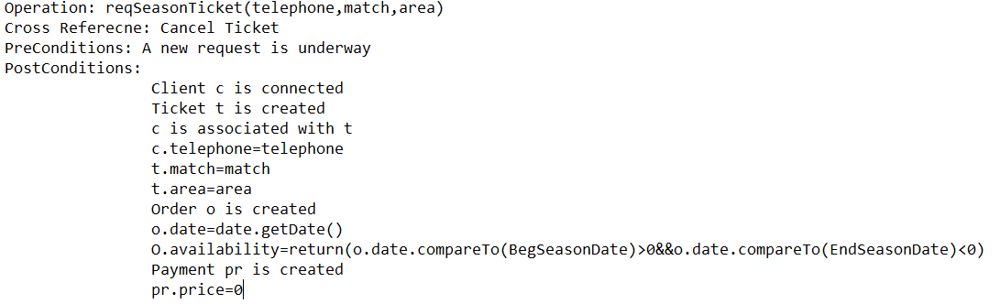 Operation: reqSeasonTicket(telephone,match,area)
Cross Referecne: Cancel Ticket
PreConditions: A new request is underway
PostConditions:
Client c is connected
Ticket t is created
c is associated with t
c.telephone=telephone
t.match=match
t.area=area
Order o is created
o.date=date.getDate()
O.availability=return(o.date.compareTo(BegSeasonDate)>0&&o.date.compareTo(EndSeasonDate)<0)
Payment pr is created
pr.price=0